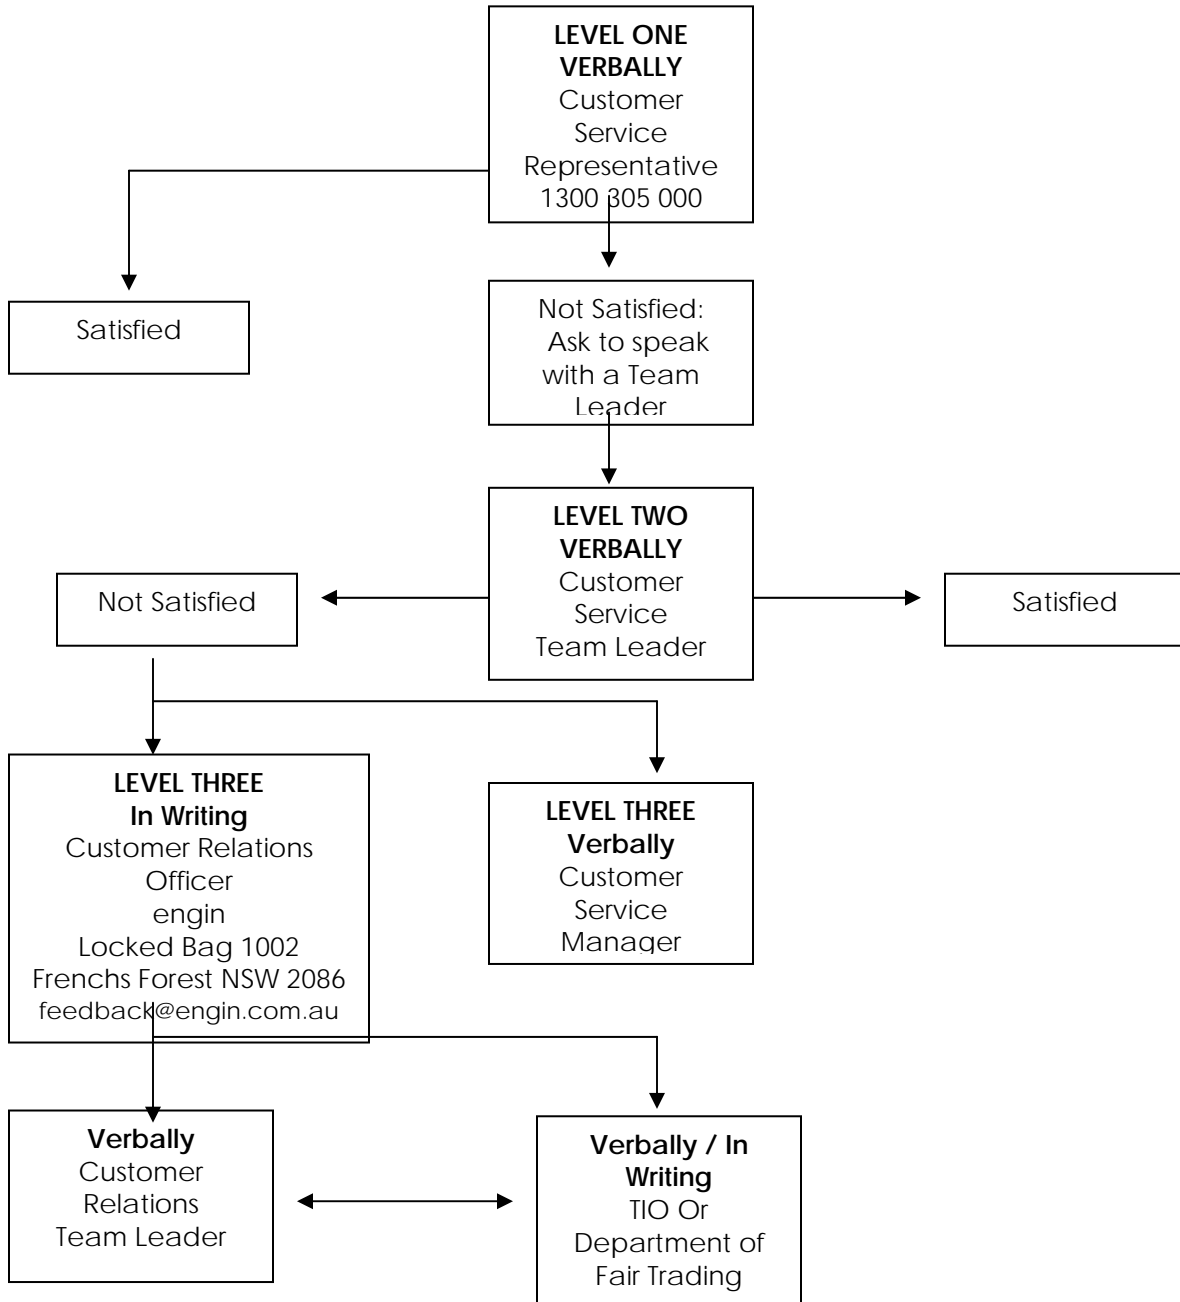 LEVEL ONE
VERBALLY
Customer
Service
Representative
1300 305 000
Satisfied
Not Satisfied:
Ask to speak
with a Team
Leader
LEVEL TWO
VERBALLY
Customer
Service
Team Leader
Not Satisfied
Satisfied
LEVEL THREE
In Writing
Customer Relations
Officer
engin
Locked Bag 1002
Frenchs Forest NSW 2086
feedback@engin.com.au
LEVEL THREE
Verbally
Customer
Service
Manager
Verbally
Customer
Relations
Team Leader
Verbally / In
Writing
TIO Or
Department of
Fair Trading